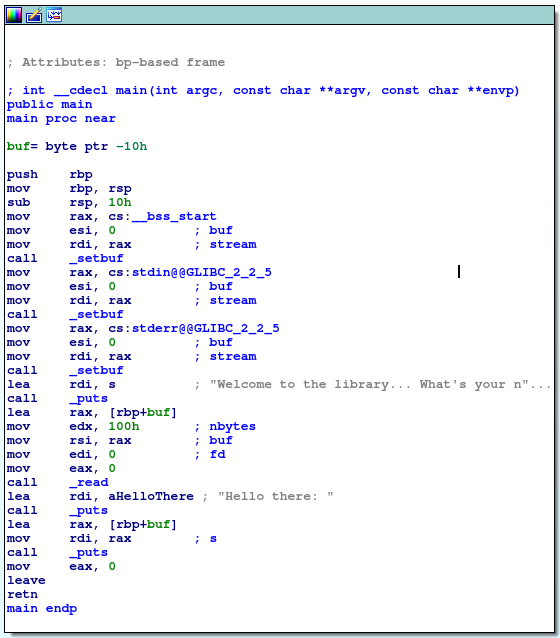 ; Attributes: bp-based frame
; int __cdecl main(int argc, const char **argv, const char **envp)
public main
main proc near
buf= byte ptr -10h
push    rbp
mov     rbp, rsp
sub     rsp, 10h
mov     rax, cs:__bss_start
mov     esi, 0          ; buf
mov     rdi, rax        ; stream
call    _setbuf
mov     rax, cs:stdin@@GLIBC_2_2_5
mov     esi, 0          ; buf
mov     rdi, rax        ; stream
call    _setbuf
mov     rax, cs:stderr@@GLIBC_2_2_5
mov     esi, 0          ; buf
mov     rdi, rax        ; stream
call    _setbuf
lea     rdi, s          ; "Welcome to the library... What's your n"...
call    _puts
lea     rax, [rbp+buf]
mov     edx, 100h       ; nbytes
mov     rsi, rax        ; buf
mov     edi, 0          ; fd
mov     eax, 0
call    _read
lea     rdi, aHelloThere ; "Hello there: "
call    _puts
lea     rax, [rbp+buf]
mov     rdi, rax        ; s
call    _puts
mov     eax, 0
leave
retn
main endp